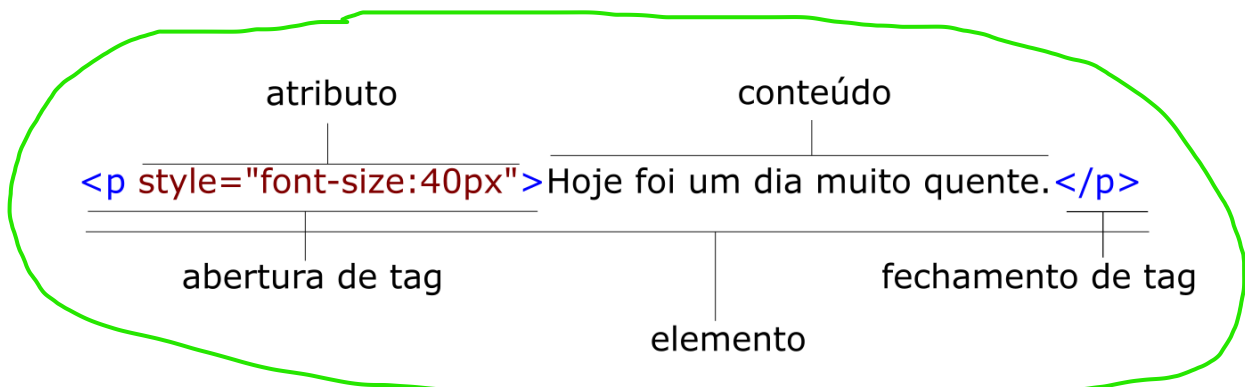 atributo conteúdo
<p style="font-size:40px">Hoje foi um dia muito quente.</p>
abertura de tag fechamento de tag
elemento